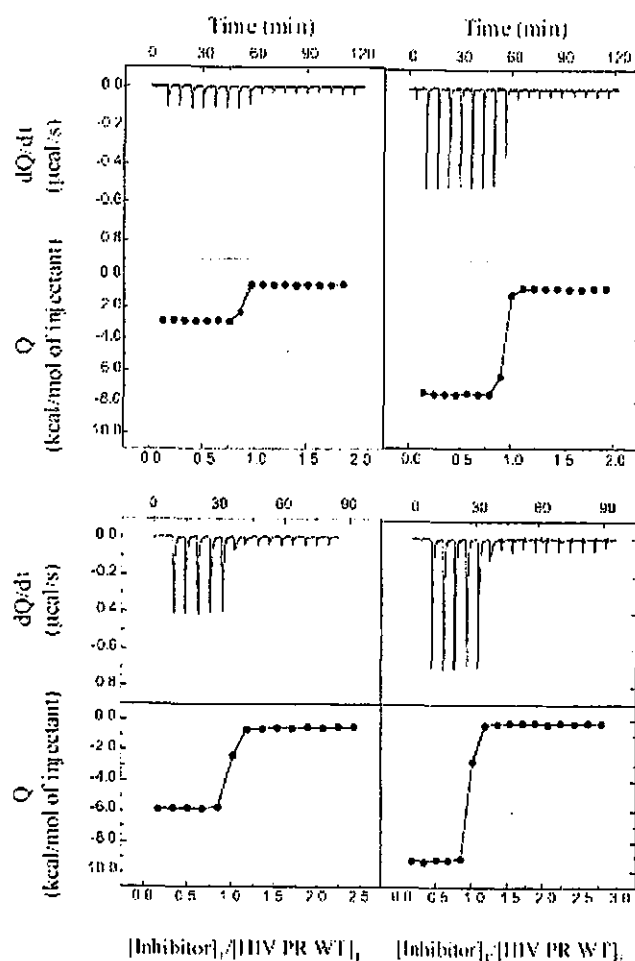 Time (min) Time (min)
0 30 60 90 120 0 30 60 90 120
0.0
-0.2
-0.4
-0.6
0.8
dQ/dt
(µcal/s)
0.0
2.0
-4.0
6.0
-8.0
10.0
Q
(kcal/mol of injectant)
0.0 0.5 1.0 1.5 2.0 0.0 0.5 1.0 1.5 2.0
0 30 60 90 0 30 60 90
0.0
-0.2
0.4
-0.6
0.8
dQ/dt
(µcal/s)
0.0
-2.0
-4.0
-6.0
-8.0
10.0
Q
(kcal/mol of injectant)
0.0 0.5 1.0 1.5 2.0 2.5 0.0 0.5 1.0 1.5 2.0 2.5 3.0
[Inhibitor] /[HIV PR WT] [Inhibitor] /[HIV PR WT]